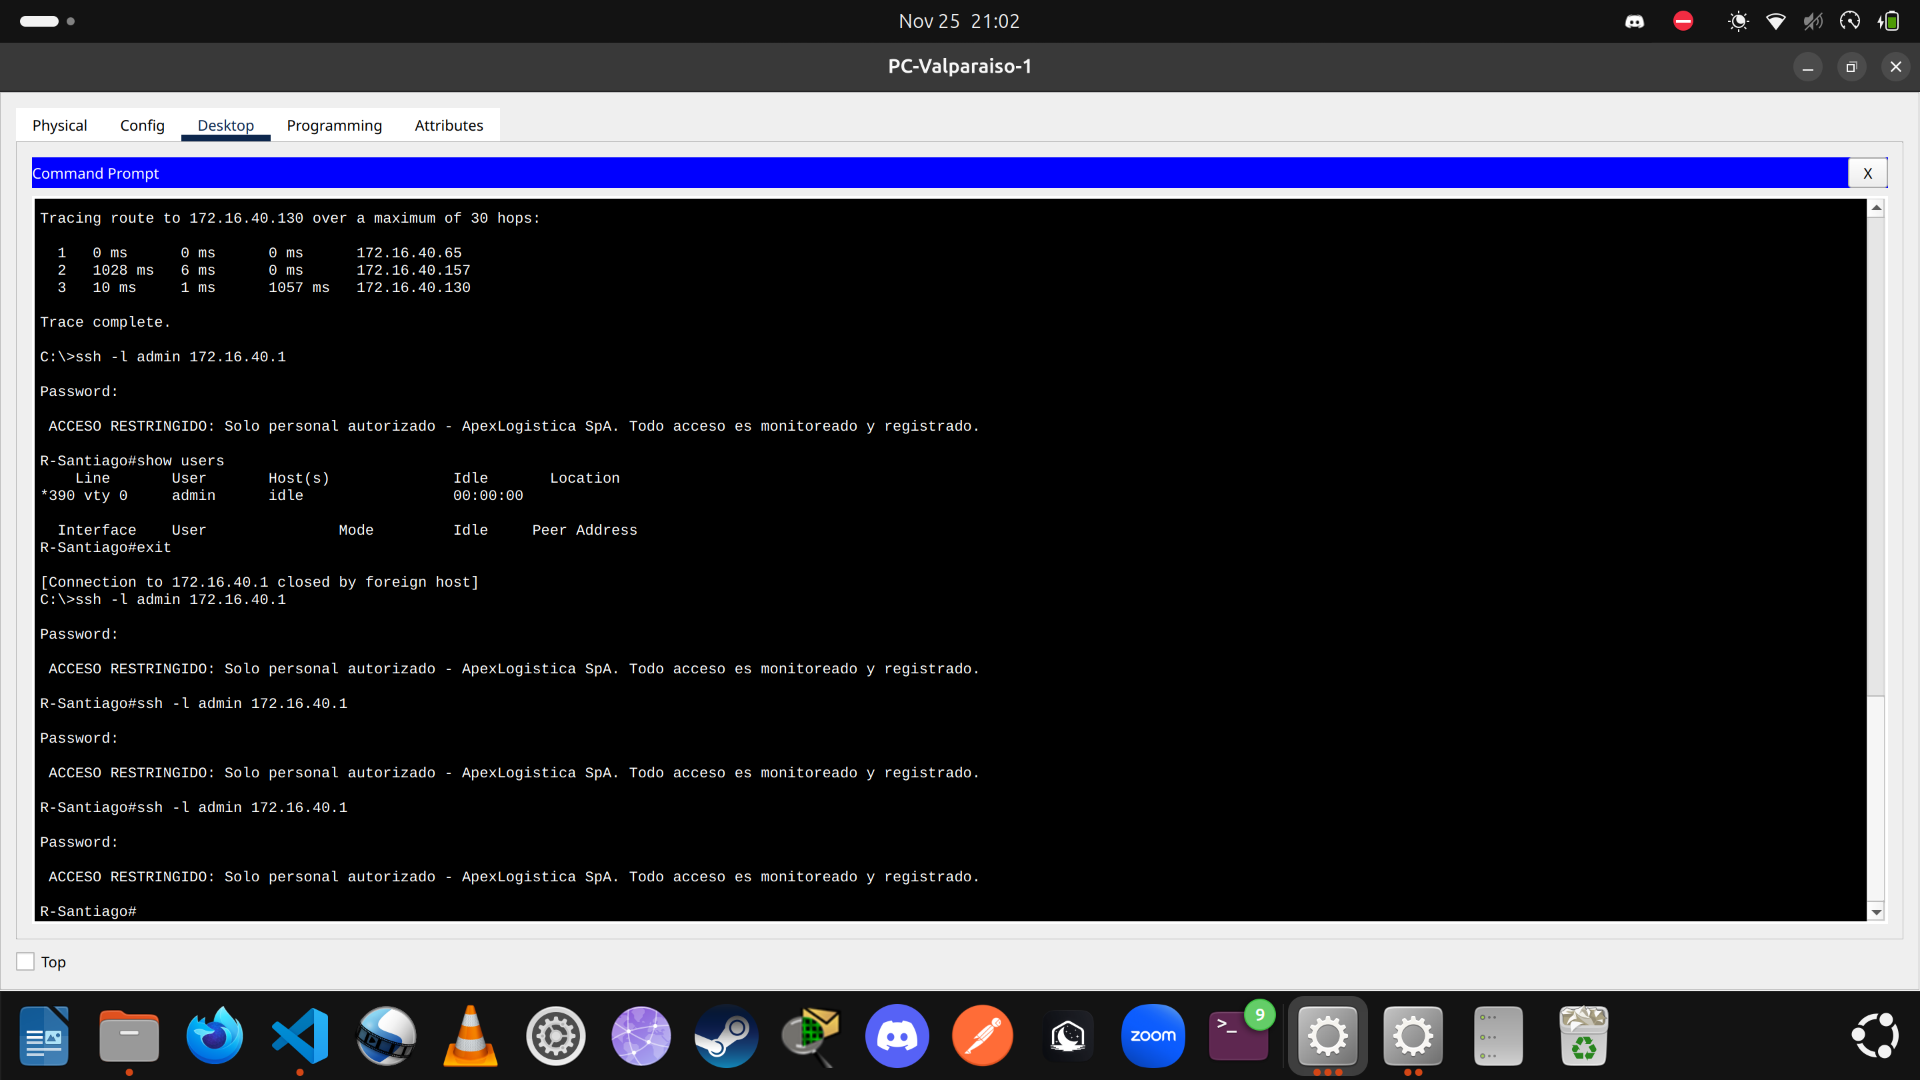 Nov 25 21:02
PC-Valparaiso-1
Physical Config Desktop Programming Attributes
Command Prompt
X
Tracing route to 172.16.40.130 over a maximum of 30 hops:
1 0 ms 0 ms 0 ms 172.16.40.65
2 1028 ms 6 ms 0 ms 172.16.40.157
3 10 ms 1 ms 1057 ms 172.16.40.130
Trace complete.
C:\>ssh -l admin 172.16.40.1
Password:
ACCESO RESTRINGIDO: Solo personal autorizado - ApexLogistica SpA. Todo acceso es monitoreado y registrado.
R-Santiago#show users
Line User Host(s) Idle Location
*390 vty 0 admin idle 00:00:00
Interface User Mode Idle Peer Address
R-Santiago#exit
[Connection to 172.16.40.1 closed by foreign host]
C:\>ssh -l admin 172.16.40.1
Password:
ACCESO RESTRINGIDO: Solo personal autorizado - ApexLogistica SpA. Todo acceso es monitoreado y registrado.
R-Santiago#ssh -l admin 172.16.40.1
Password:
ACCESO RESTRINGIDO: Solo personal autorizado - ApexLogistica SpA. Todo acceso es monitoreado y registrado.
R-Santiago#ssh -l admin 172.16.40.1
Password:
ACCESO RESTRINGIDO: Solo personal autorizado - ApexLogistica SpA. Todo acceso es monitoreado y registrado.
R-Santiago#
Top
zoom
>_
9